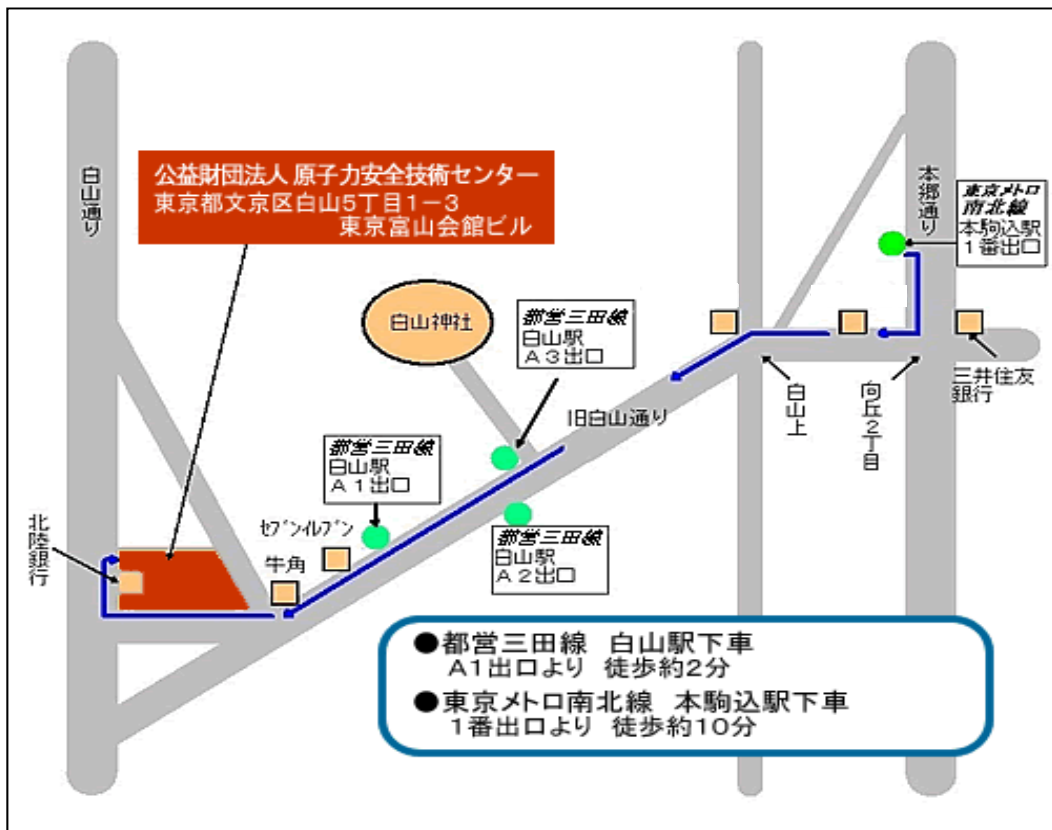 白山通り
公益財団法人 原子力安全技術センター
東京都文京区白山5丁目1－3
東京富山会館ビル
本郷通り
東京メトロ
南北線
本駒込駅
1番出口
白山神社
都営三田線
白山駅
A3出口
三井住友
銀行
白山上
向丘2丁目
旧白山通り
都営三田線
白山駅
A1出口
ｾﾌﾞﾝｲﾚﾌﾞﾝ
牛角
北陸銀行
都営三田線
白山駅
A2出口
●都営三田線 白山駅下車
A1出口より 徒歩約2分
●東京メトロ南北線 本駒込駅下車
1番出口より 徒歩約10分